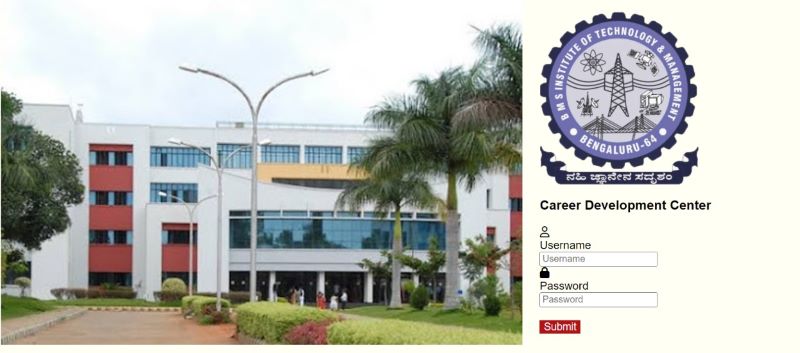 B M S INSTITUTE OF TECHNOLOGY & MANAGEMENT
BENGALURU-64
ನಹಿ ಜ್ಞಾನೇನ ಸದೃಶಂ
Career Development Center
Username
Username
Password
Password
Submit